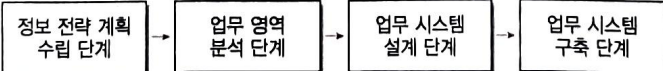 정보 전략 계획
수립 단계
업무 영역
분석 단계
업무 시스템
설계 단계
업무 시스템
구축 단계